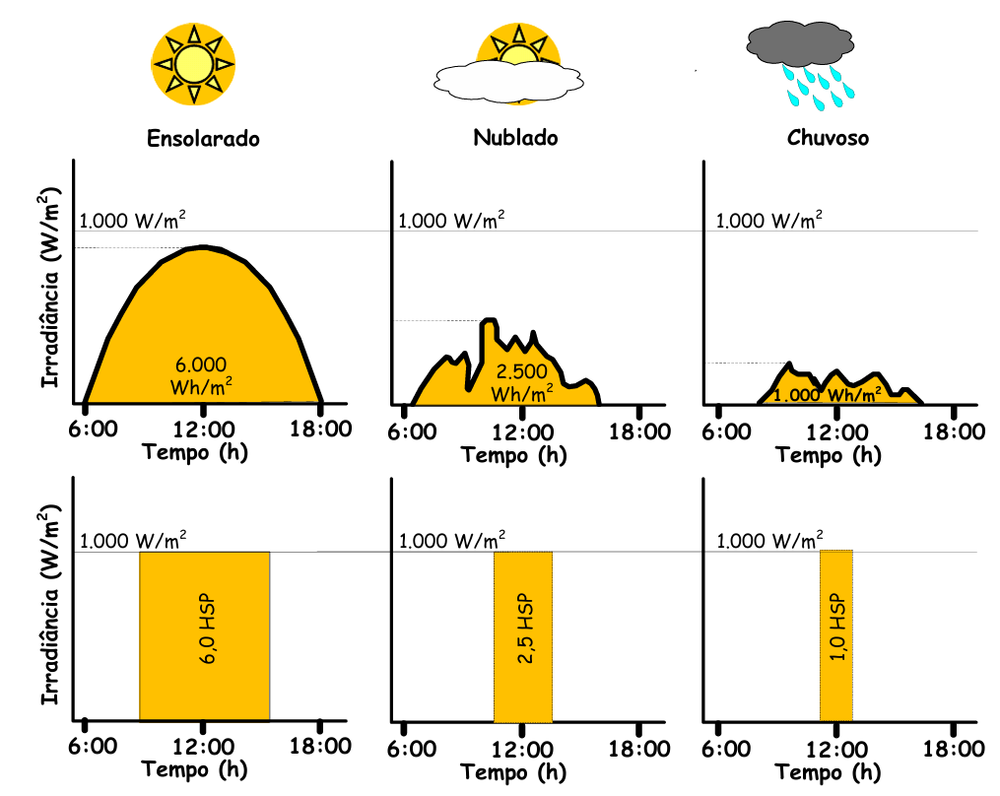 Ensolarado
Nublado
Chuvoso
Irradiância (W/m²)
1.000 W/m²
6.000
Wh/m²
6:00 12:00 18:00
Tempo (h)
1.000 W/m²
2.500
Wh/m²
6:00 12:00 18:00
Tempo (h)
1.000 W/m²
1.000 Wh/m²
6:00 12:00 18:00
Tempo (h)
Irradiância (W/m²)
1.000 W/m²
6,0 HSP
6:00 12:00 18:00
Tempo (h)
1.000 W/m²
2,5 HSP
6:00 12:00 18:00
Tempo (h)
1.000 W/m²
1,0 HSP
6:00 12:00 18:00
Tempo (h)